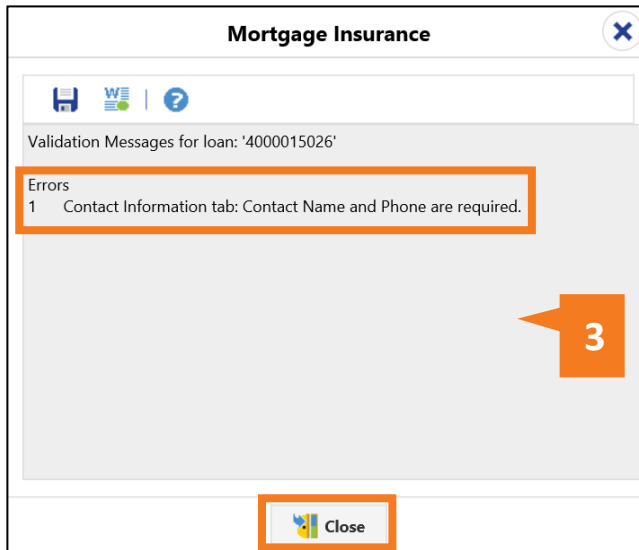 Mortgage Insurance
W
Validation Messages for loan: '4000015026'
Errors
1 Contact Information tab: Contact Name and Phone are required.
3
Close